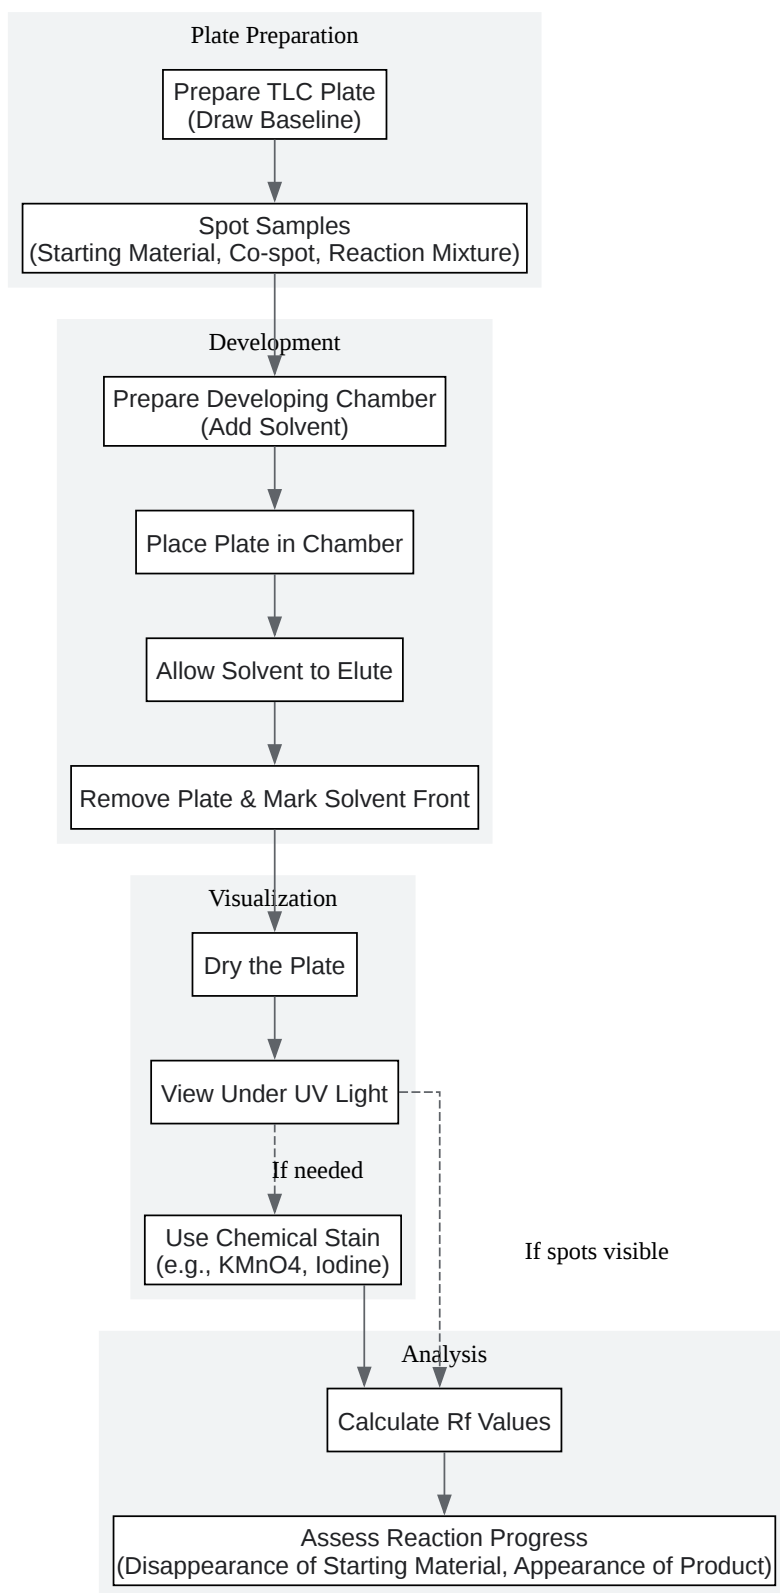 Plate Preparation
Prepare TLC Plate
(Draw Baseline)
Spot Samples
(Starting Material, Co-spot, Reaction Mixture)
Development
Prepare Developing Chamber
(Add Solvent)
Place Plate in Chamber
Allow Solvent to Elute
Remove Plate & Mark Solvent Front
Visualization
Dry the Plate
View Under UV Light
If needed
Use Chemical Stain
(e.g., KMnO4, Iodine)
If spots visible
Analysis
Calculate Rf Values
Assess Reaction Progress
(Disappearance of Starting Material, Appearance of Product)